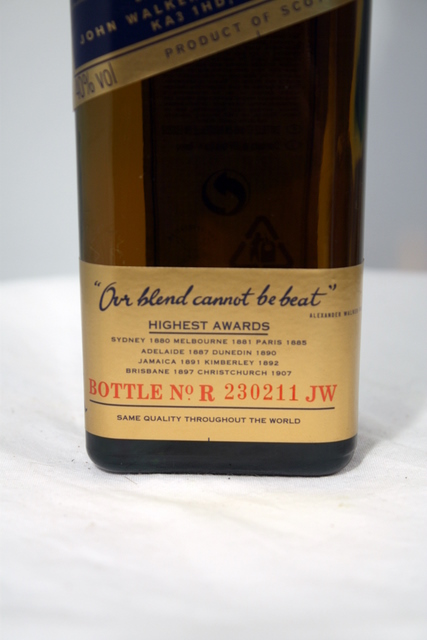 JOHN WALKER
KA3 1HD,
PRODUCT OF SCOT
40% vol
"Our blend cannot be beat"
ALEXANDER WALKER
HIGHEST AWARDS
SYDNEY 1880 MELBOURNE 1881 PARIS 1885
ADELAIDE 1887 DUNEDIN 1890
JAMAICA 1891 KIMBERLEY 1892
BRISBANE 1897 CHRISTCHURCH 1907
BOTTLE Nº R 230211 JW
SAME QUALITY THROUGHOUT THE WORLD